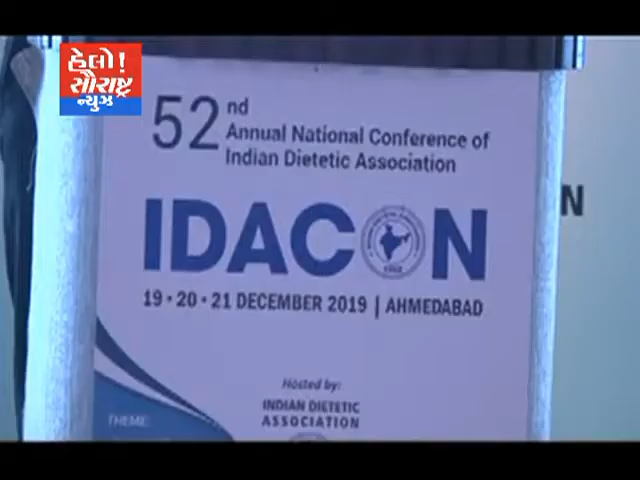 હેલો!
સૌરાષ્ટ્ર
ન્યુઝ
52nd
Annual National Conference of
Indian Dietetic Association
IDACON
19 • 20 • 21 DECEMBER 2019 | AHMEDABAD
Hosted by:
INDIAN DIETETIC
ASSOCIATION
THEME:
N